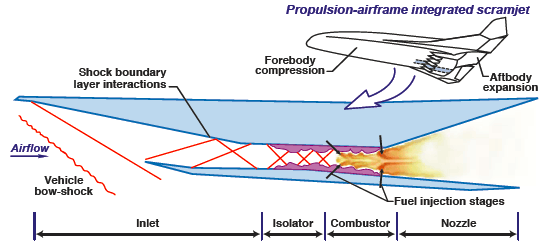 Propulsion-airframe integrated scramjet
Forebody
compression
Aftbody
expansion
Shock boundary
layer interactions
Airflow
Vehicle
bow-shock
Fuel injection stages
Inlet
Isolator
Combustor
Nozzle